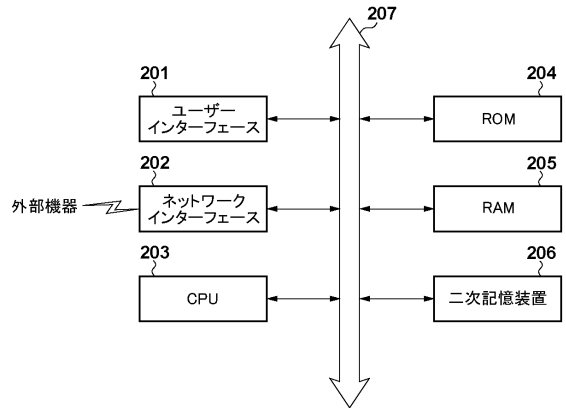 207
201
ユーザー
インターフェース
204
ROM
202
ネットワーク
インターフェース
外部機器
205
RAM
203
CPU
206
二次記憶装置